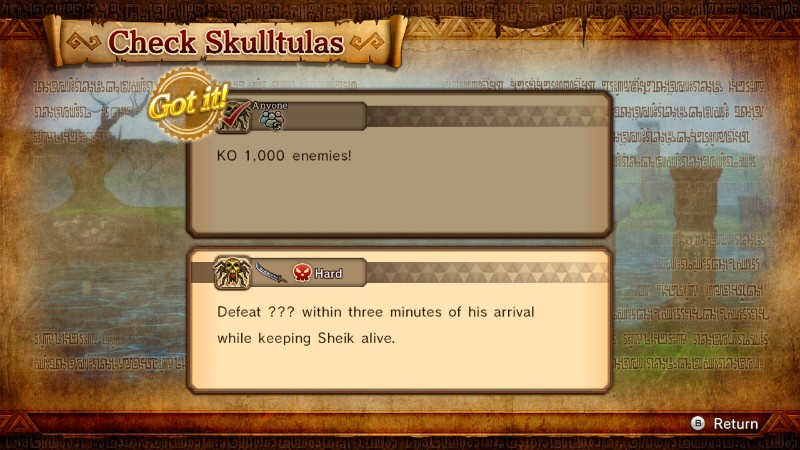 Check Skulltulas
Got it!
Anyone
KO 1,000 enemies!
Hard
Defeat ??? within three minutes of his arrival
while keeping Sheik alive.
B Return